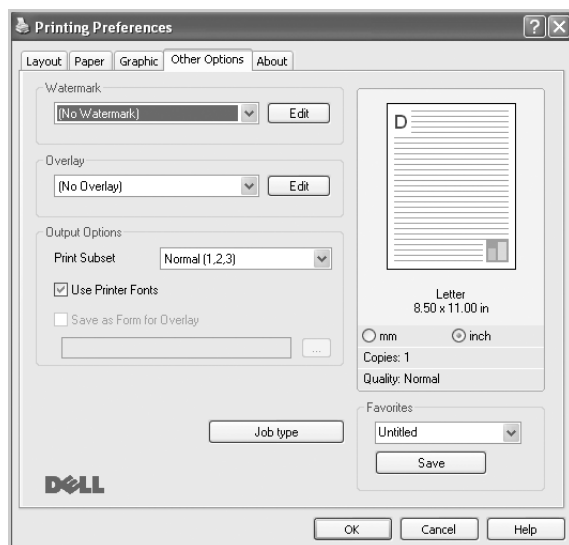 Printing Preferences
Layout Paper Graphic Other Options About
Watermark
(No Watermark) Edit
Overlay
(No Overlay) Edit
Output Options
Print Subset Normal (1,2,3)
Use Printer Fonts
Save as Form for Overlay
...
Job type
DELL
D
Letter
8.50 x 11.00 in
mm inch
Copies: 1
Quality: Normal
Favorites
Untitled
Save
OK Cancel Help